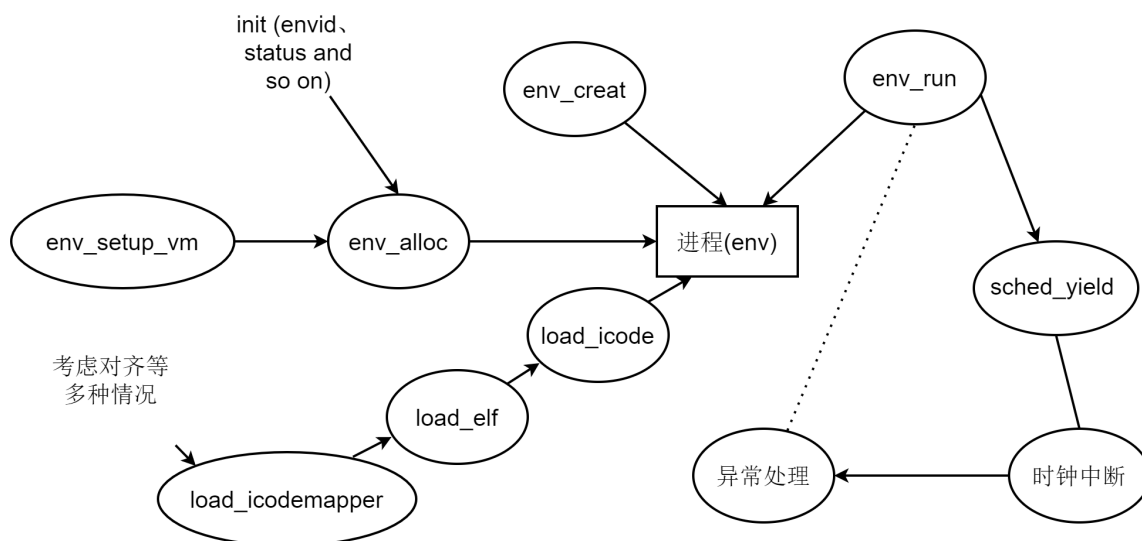 init (envid、
status and
so on)
env_creat
env_run
env_setup_vm
env_alloc
进程(env)
sched_yield
load_icode
考虑对齐等
多种情况
load_elf
load_icodemapper
异常处理
时钟中断